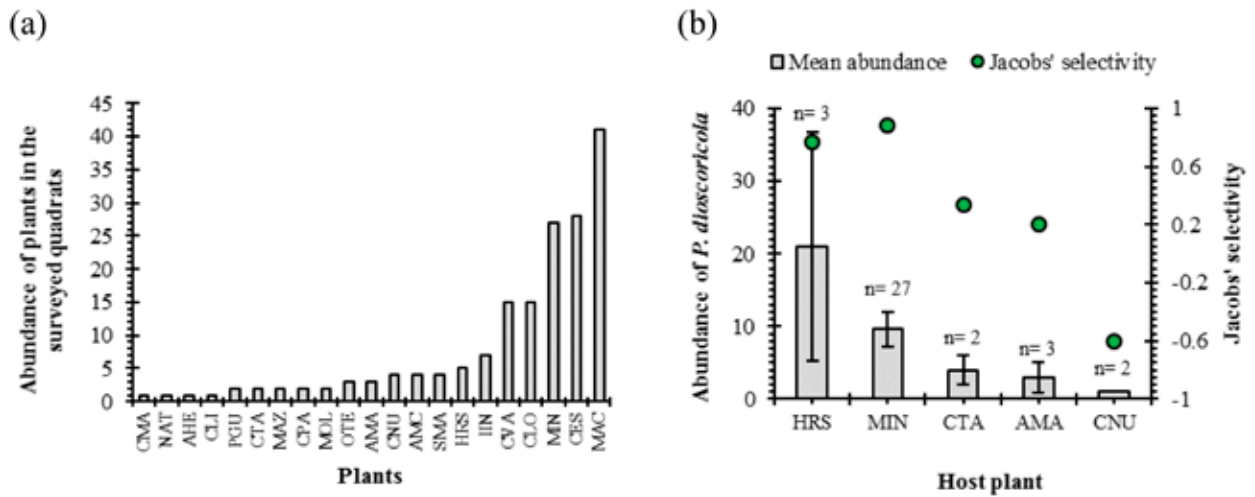 (a)
45
40
35
30
25
20
15
10
5
0
Abundance of plants in the
surveyed quadrats
CMA
NAT
AHE
CLI
PGU
CTA
MAZ
CPA
MOL
OTE
AMA
CNU
AMC
SMA
HRS
IIN
CVA
CLO
MIN
CES
MAC
Plants
(b)
Mean abundance Jacobs' selectivity
40
30
20
10
0
Abundance of P. dioscoricola
n= 3
n= 27
n= 2
n= 3
n= 2
1
0.6
0.2
-0.2
-0.6
-1
Jacobs' selectivity
HRS MIN CTA AMA CNU
Host plant